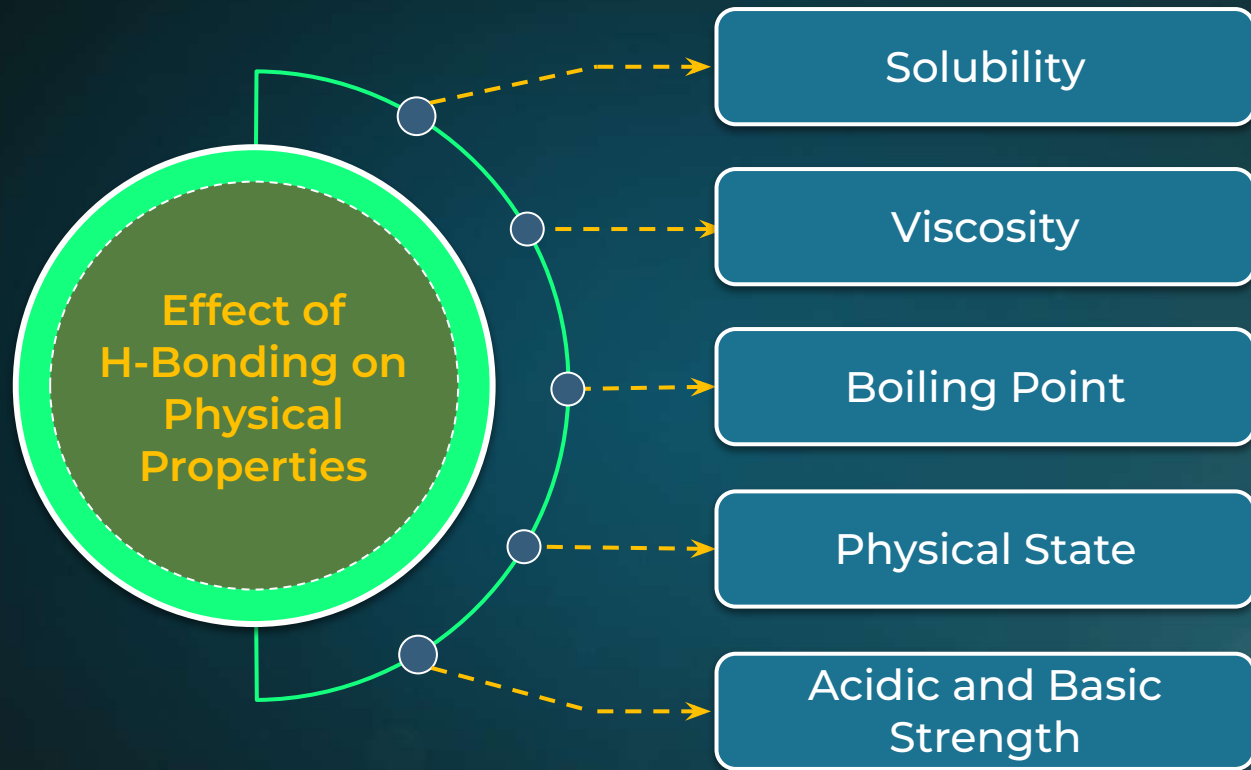 Effect of
H-Bonding on
Physical
Properties
Solubility
Viscosity
Boiling Point
Physical State
Acidic and Basic
Strength